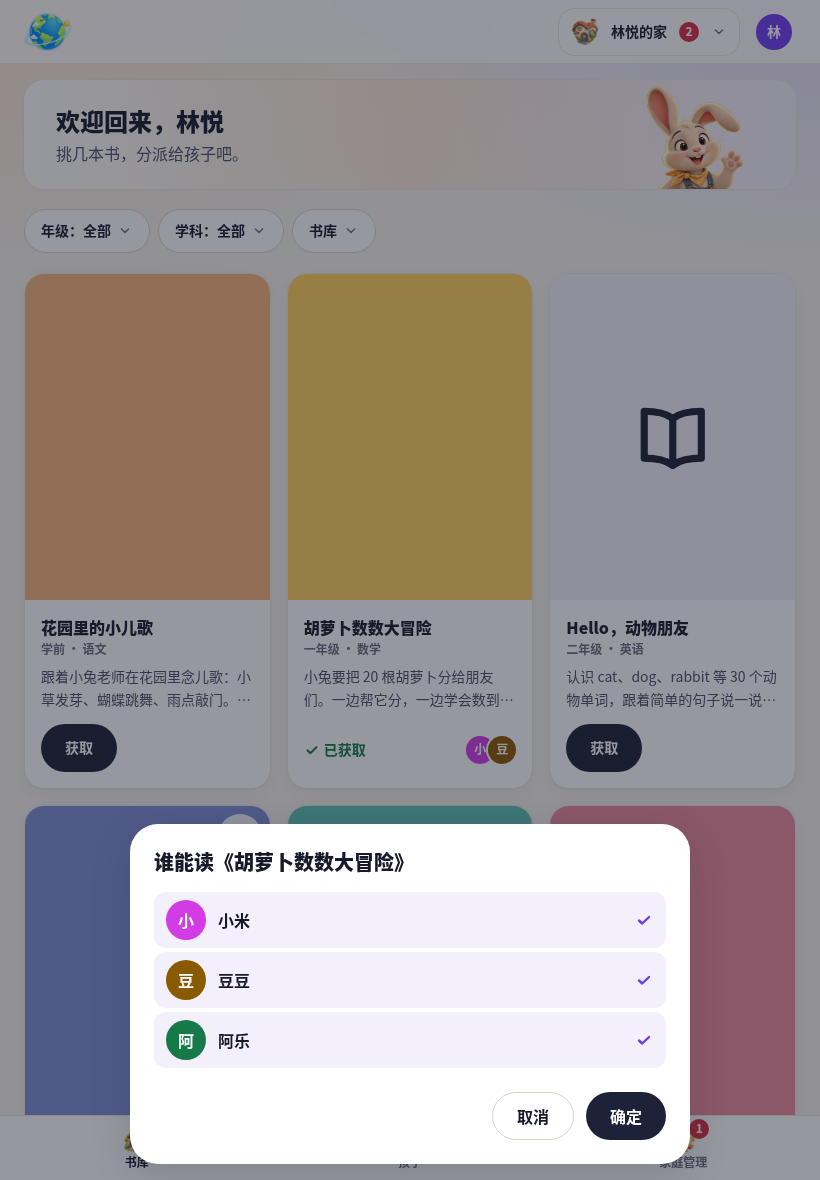 林悦的家 2 林
欢迎回来，林悦
挑几本书，分派给孩子吧。
年级：全部 学科：全部 书库
花园里的小儿歌
学前 · 语文
跟着小兔老师在花园里念儿歌：小
草发芽、蝴蝶跳舞、雨点敲门。…
获取
胡萝卜数数大冒险
一年级 · 数学
小兔要把 20 根胡萝卜分给朋友
们。一边帮它分，一边学会数到…
已获取 小 豆
Hello，动物朋友
二年级 · 英语
认识 cat、dog、rabbit 等 30 个动
物单词，跟着简单的句子说一说…
获取
谁能读《胡萝卜数数大冒险》
小 小米
豆 豆豆
阿 阿乐
取消 确定
1
书库 家庭管理